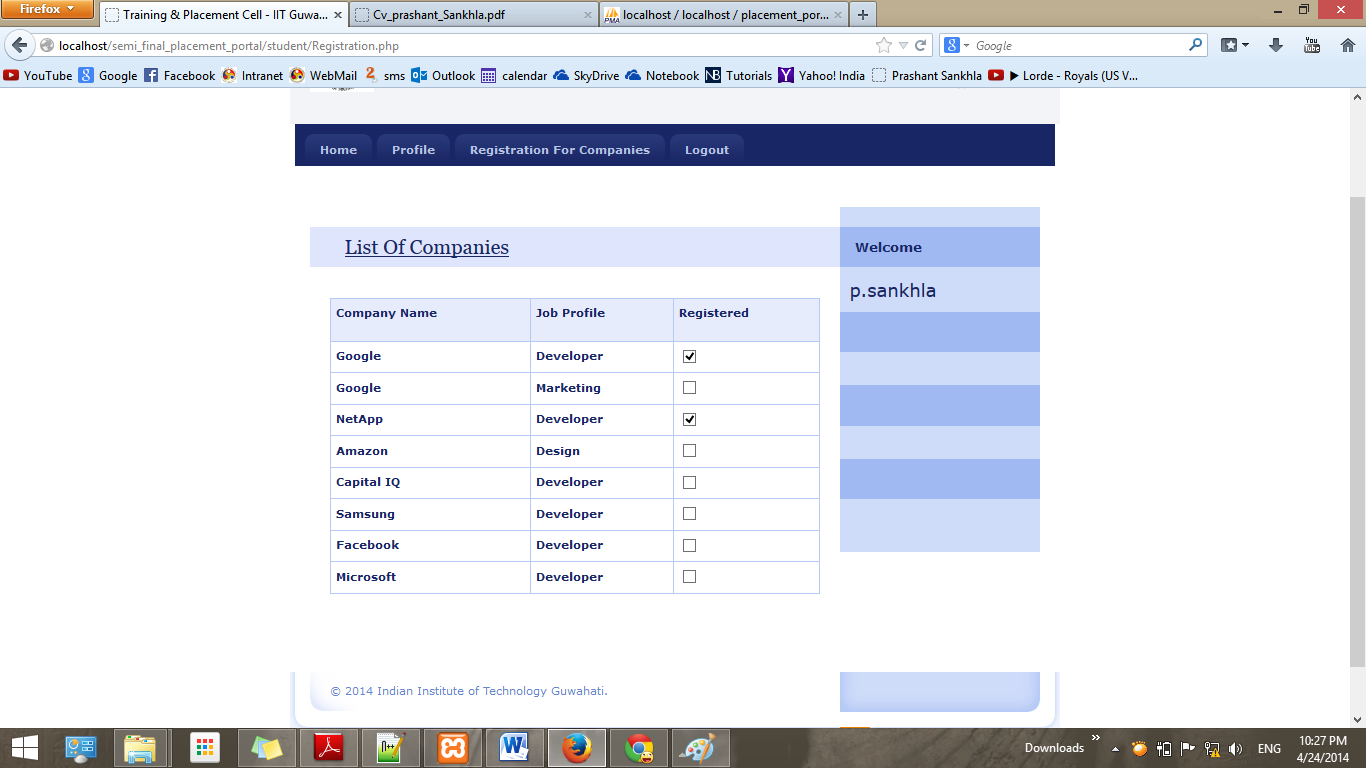 Firefox
Training & Placement Cell - IIT Guwa...
Cv_prashant_Sankhla.pdf
PMA
localhost / localhost / placement_por...
localhost/semi_final_placement_portal/student/Registration.php
Google
You Tube
YouTube
Google
Facebook
Intranet
WebMail
sms
Outlook
calendar
SkyDrive
Notebook
NB
Tutorials
Yahoo! India
Prashant Sankhla
▶ Lorde - Royals (US V...
Home
Profile
Registration For Companies
Logout
List Of Companies
Welcome
p.sankhla
Company Name Job Profile Registered
Google Developer
Google Marketing
NetApp Developer
Amazon Design
Capital IQ Developer
Samsung Developer
Facebook Developer
Microsoft Developer
© 2014 Indian Institute of Technology Guwahati.
Downloads
ENG
10:27 PM
4/24/2014